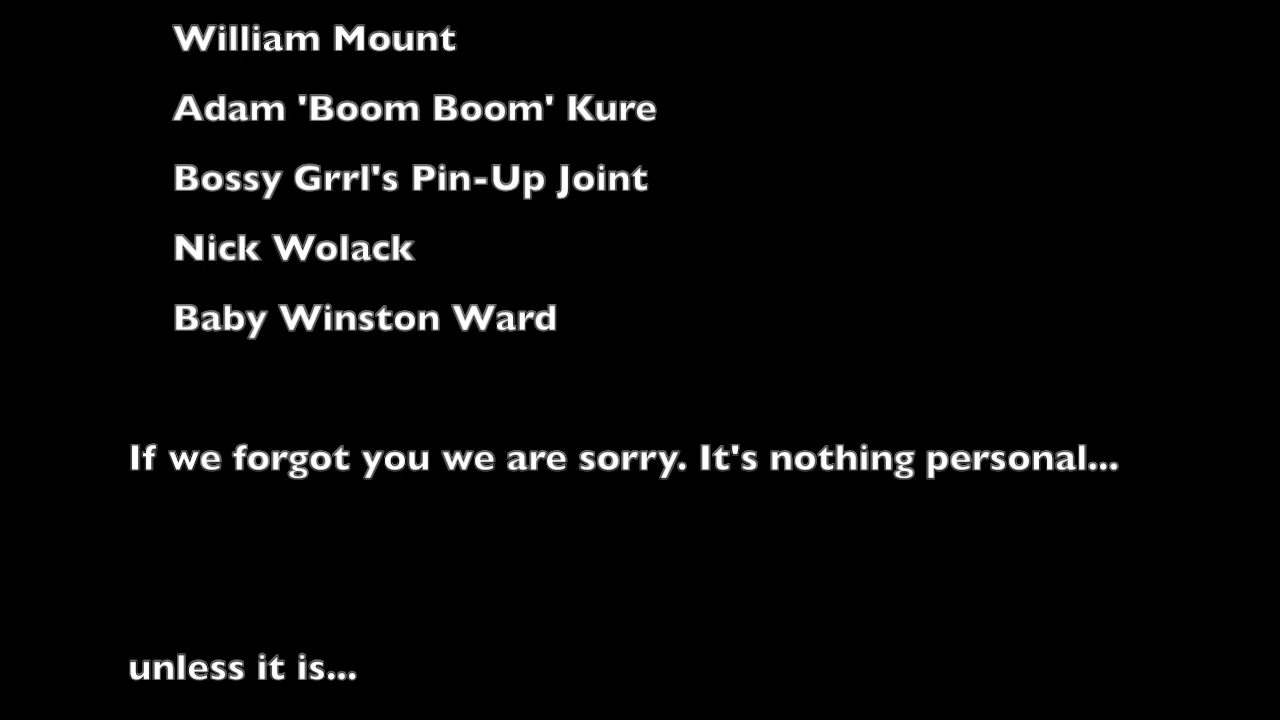 William Mount
Adam 'Boom Boom' Kure
Bossy Grrl's Pin-Up Joint
Nick Wolack
Baby Winston Ward
If we forgot you we are sorry. It's nothing personal...
unless it is...